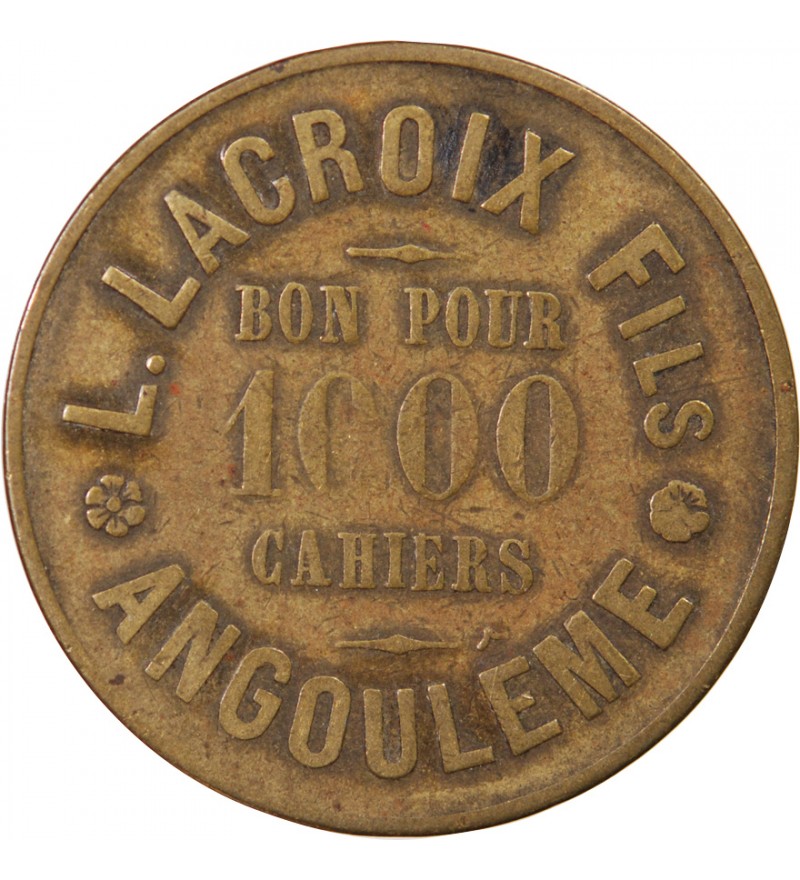 L. LACROIX FILS
BON POUR
1000
CAHIERS
ANGOULÊME